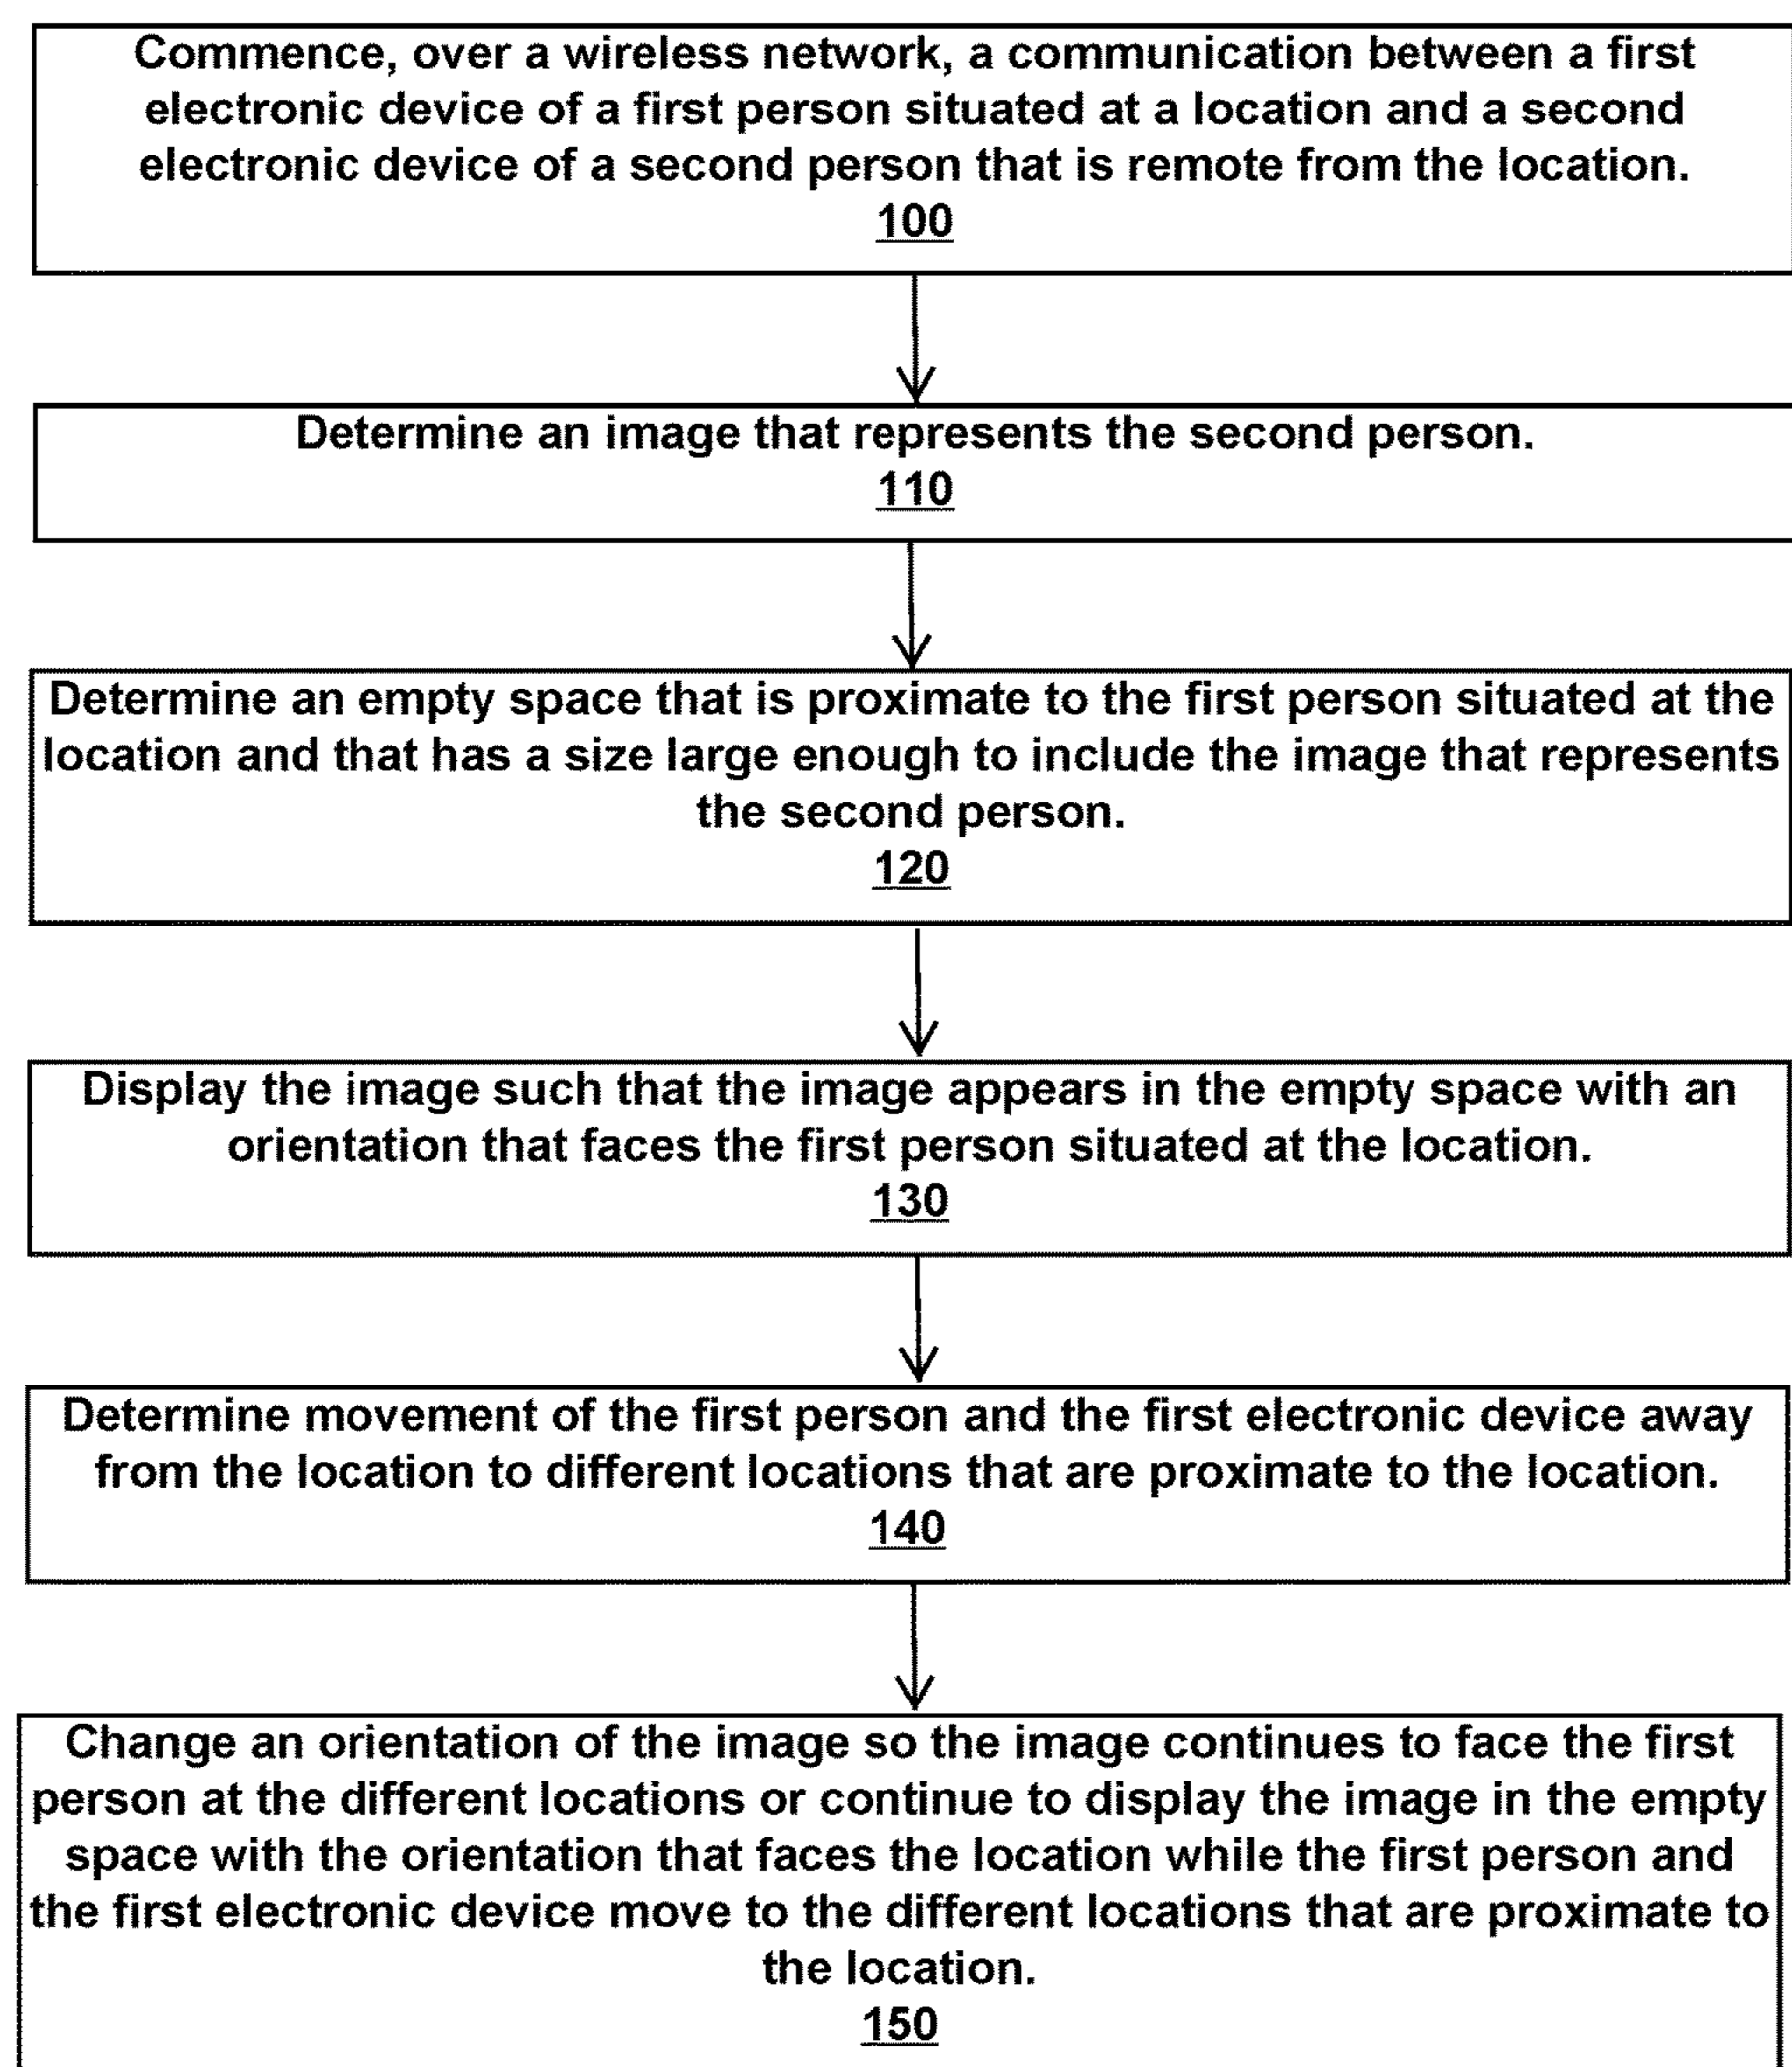 Commence, over a wireless network, a communication between a first
electronic device of a first person situated at a location and a second
electronic device of a second person that is remote from the location.
100
Determine an image that represents the second person.
110
Determine an empty space that is proximate to the first person situated at the
location and that has a size large enough to include the image that represents
the second person.
120
Display the image such that the image appears in the empty space with an
orientation that faces the first person situated at the location.
130
Determine movement of the first person and the first electronic device away
from the location to different locations that are proximate to the location.
140
Change an orientation of the image so the image continues to face the first
person at the different locations or continue to display the image in the empty
space with the orientation that faces the location while the first person and
the first electronic device move to the different locations that are proximate to
the location.
150